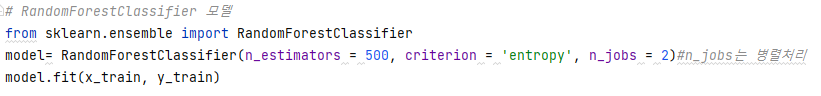 # RandomForestClassifier 모델
from sklearn.ensemble import RandomForestClassifier
model= RandomForestClassifier(n_estimators = 500, criterion = 'entropy', n_jobs = 2)#n_jobs는 병렬처리
model.fit(x_train, y_train)